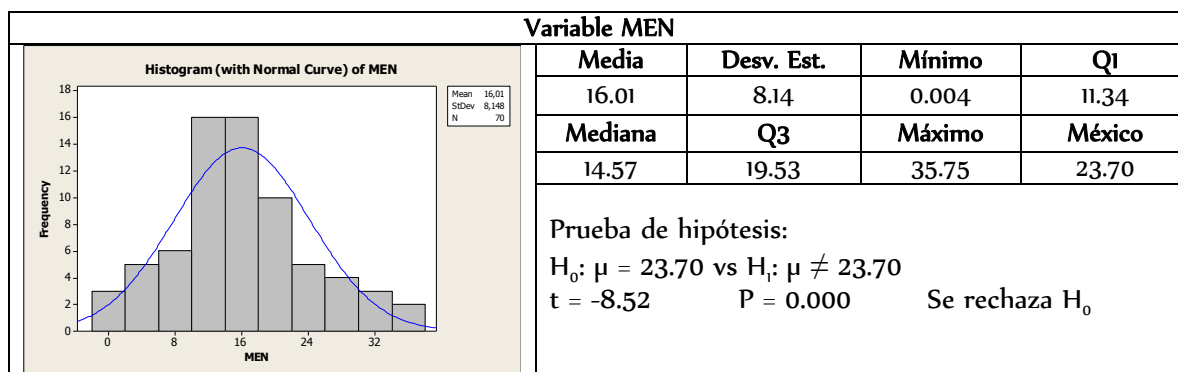 Variable MEN
Histogram (with Normal Curve) of MEN
Mean 16,01
StDev 8,148
N 70
Frequency
18
16
14
12
10
8
6
4
2
0
0 8 16 24 32
MEN
Media Desv. Est. Mínimo Q1
16.01 8.14 0.004 11.34
Mediana Q3 Máximo México
14.57 19.53 35.75 23.70
Prueba de hipótesis:
H₀: μ = 23.70 vs H₁: μ ≠ 23.70
t = -8.52 P = 0.000 Se rechaza H₀